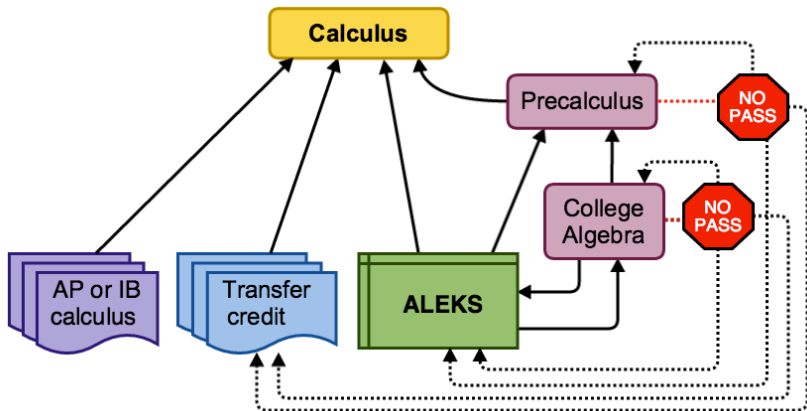 Calculus
Precalculus
NO
PASS
College
Algebra
NO
PASS
AP or IB
calculus
Transfer
credit
ALEKS